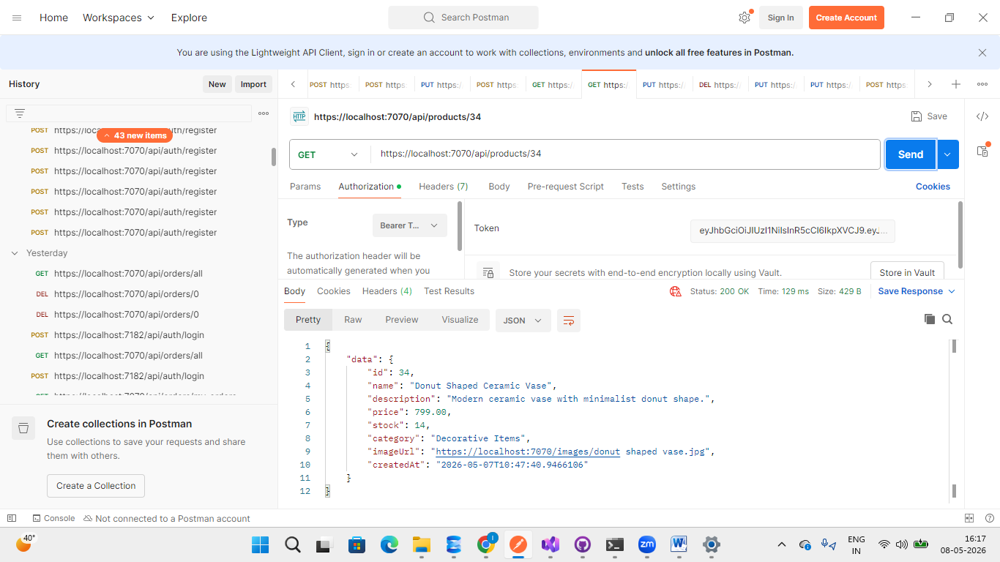 Home Workspaces Explore Search Postman Sign In Create Account
You are using the Lightweight API Client, sign in or create an account to work with collections, environments and unlock all free features in Postman.
History New Import
POST https: POST https: PUT https:/ POST https: GET https:/ GET https:/ PUT https:/ DEL https:/ PUT https:/ PUT https:/ POST https:
43 new items
POST https://localhost:7070/api/auth/register
POST https://localhost:7070/api/auth/register
POST https://localhost:7070/api/auth/register
POST https://localhost:7070/api/auth/register
POST https://localhost:7070/api/auth/register
POST https://localhost:7070/api/auth/register
Yesterday
GET https://localhost:7070/api/orders/all
DEL https://localhost:7070/api/orders/0
DEL https://localhost:7070/api/orders/0
POST https://localhost:7182/api/auth/login
GET https://localhost:7070/api/orders/all
POST https://localhost:7182/api/auth/login
Create collections in Postman
Use collections to save your requests and share
them with others.
Create a Collection
HTTP https://localhost:7070/api/products/34 Save
GET https://localhost:7070/api/products/34 Send
Params Authorization Headers (7) Body Pre-request Script Tests Settings Cookies
Type Bearer T...
The authorization header will be
automatically generated when you
Token eyJhbGciOiJIUzI1NiIsInR5cCI6IkpXVCJ9.eyJ...
Store your secrets with end-to-end encryption locally using Vault. Store in Vault
Body Cookies Headers (4) Test Results Status: 200 OK Time: 129 ms Size: 429 B Save Response
Pretty Raw Preview Visualize JSON
1 {
2 "data": {
3 "id": 34,
4 "name": "Donut Shaped Ceramic Vase",
5 "description": "Modern ceramic vase with minimalist donut shape.",
6 "price": 799.00,
7 "stock": 14,
8 "category": "Decorative Items",
9 "imageUrl": "https://localhost:7070/images/donut shaped vase.jpg",
10 "createdAt": "2026-05-07T10:47:40.9466106"
11 }
12 }
Console Not connected to a Postman account
40° 1 zm ENG
IN
16:17
08-05-2026